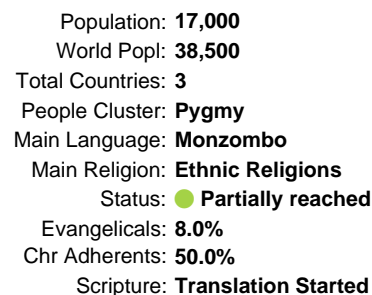 Population: 17,000
World Popl: 38,500
Total Countries: 3
People Cluster: Pygmy
Main Language: Monzombo
Main Religion: Ethnic Religions
Status: Partially reached
Evangelicals: 8.0%
Chr Adherents: 50.0%
Scripture: Translation Started